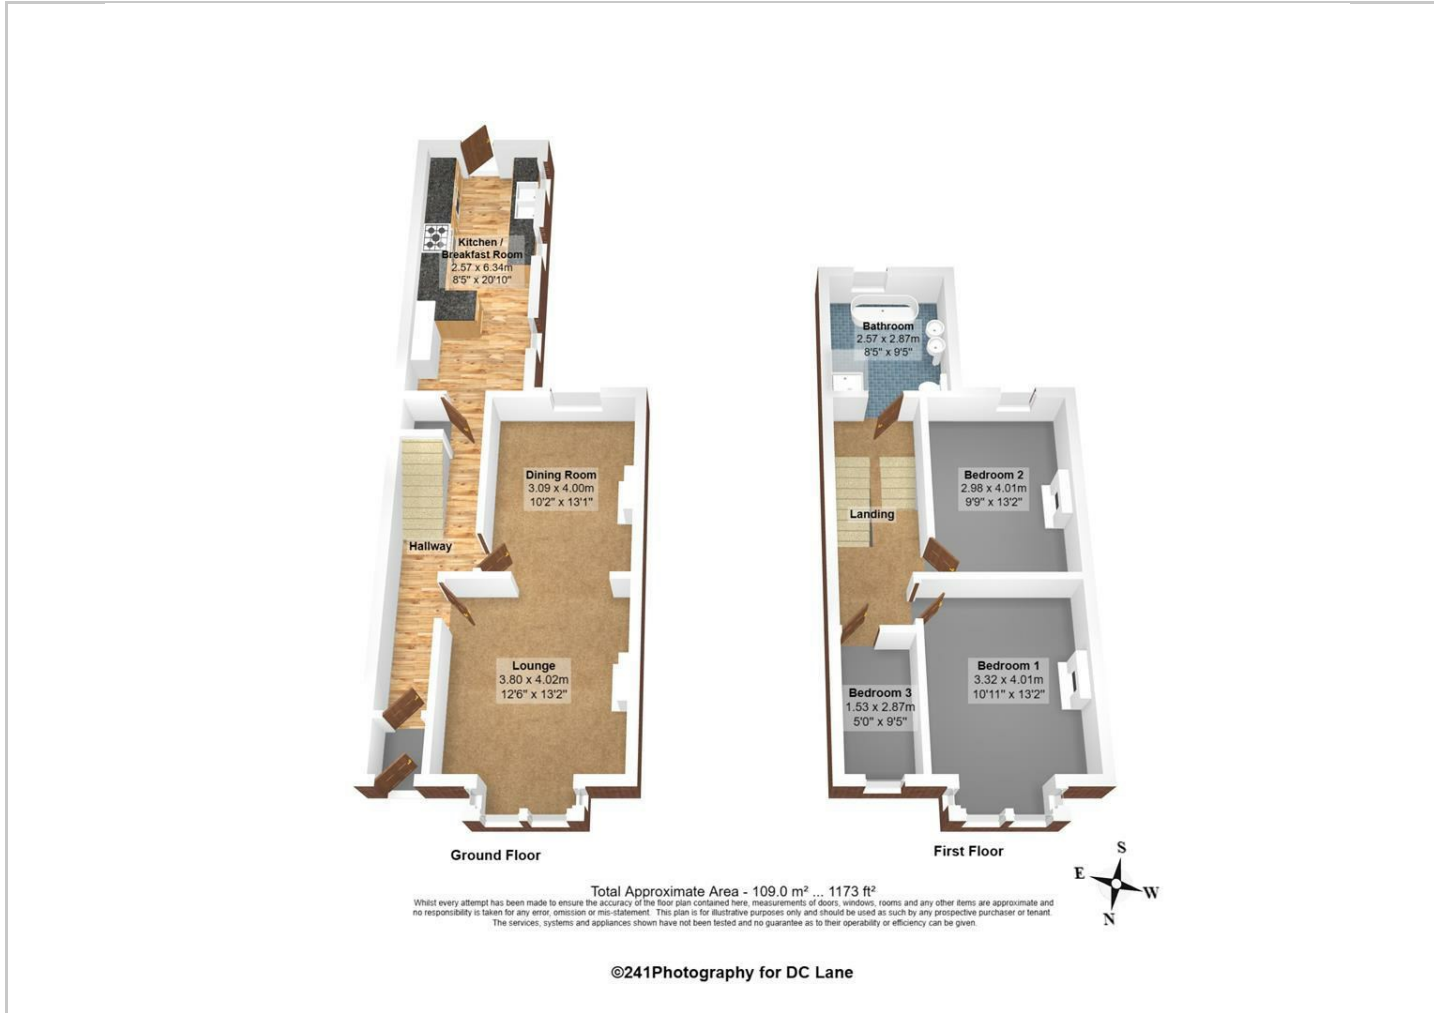 Kitchen /
Breakfast Room
2.57 x 6.34m
8'5" x 20'10"
Dining Room
3.09 x 4.00m
10'2" x 13'1"
Hallway
Lounge
3.80 x 4.02m
12'6" x 13'2"
Ground Floor
Bathroom
2.57 x 2.87m
8'5" x 9'5"
Bedroom 2
2.98 x 4.01m
9'9" x 13'2"
Landing
Bedroom 1
3.32 x 4.01m
10'11" x 13'2"
Bedroom 3
1.53 x 2.87m
5'0" x 9'5"
First Floor
S
E
W
N
Total Approximate Area - 109.0 m² ... 1173 ft²
Whilst every attempt has been made to ensure the accuracy of the floor plan contained here, measurements of doors, windows, rooms and any other items are approximate and
no responsibility is taken for any error, omission or mis-statement. This plan is for illustrative purposes only and should be used as such by any prospective purchaser or tenant.
The services, systems and appliances shown have not been tested and no guarantee as to their operability or efficiency can be given.
©241Photography for DC Lane